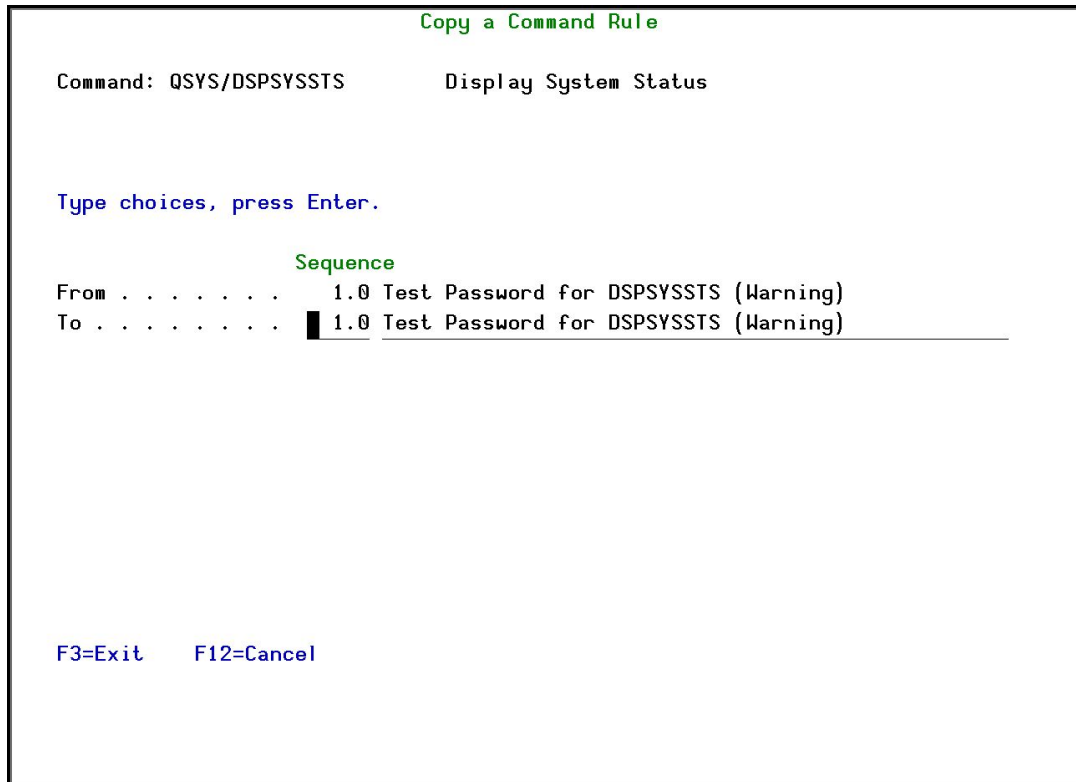 Copy a Command Rule
Command: QSYS/DSPSYSSTS Display System Status
Type choices, press Enter.
Sequence
From . . . . . . . 1.0 Test Password for DSPSYSSTS (Warning)
To . . . . . . . . 1.0 Test Password for DSPSYSSTS (Warning)
F3=Exit F12=Cancel